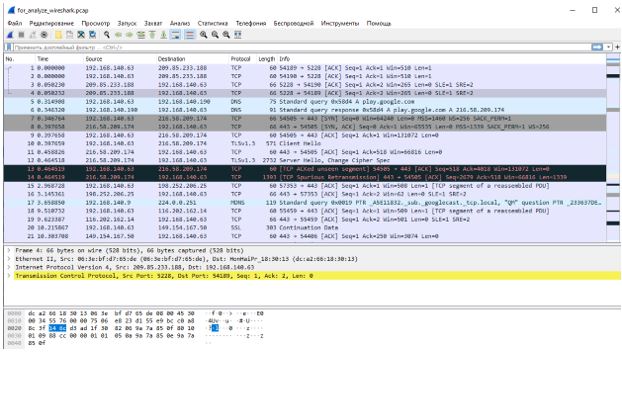 for_analyze_wireshark.pcap
Файл Редактирование Просмотр Запуск Захват Анализ Статистика Телефония Беспроводной Инструменты Помощь
Применить дисплейный фильтр ... <Ctrl-/>
No. Time Source Destination Protocol Length Info
1 0.000000 192.168.140.63 209.85.233.188 TCP 60 54189 → 5228 [ACK] Seq=1 Ack=1 Win=510 Len=1
2 0.000000 192.168.140.63 209.85.233.188 TCP 60 54190 → 5228 [ACK] Seq=1 Ack=1 Win=510 Len=1
3 0.050230 209.85.233.188 192.168.140.63 TCP 66 5228 → 54190 [ACK] Seq=1 Ack=2 Win=265 Len=0 SLE=1 SRE=2
4 0.050232 209.85.233.188 192.168.140.63 TCP 66 5228 → 54189 [ACK] Seq=1 Ack=2 Win=265 Len=0 SLE=1 SRE=2
5 0.314908 192.168.140.63 192.168.140.190 DNS 75 Standard query 0x58d4 A play.google.com
6 0.346320 192.168.140.190 192.168.140.63 DNS 91 Standard query response 0x58d4 A play.google.com A 216.58.209.174
7 0.346764 192.168.140.63 216.58.209.174 TCP 66 54505 → 443 [SYN] Seq=0 Win=64240 Len=0 MSS=1460 WS=256 SACK_PERM=1
8 0.397658 216.58.209.174 192.168.140.63 TCP 66 443 → 54505 [SYN, ACK] Seq=0 Ack=1 Win=65535 Len=0 MSS=1339 SACK_PERM=1 WS=256
9 192.168.140.63 216.58.209.174 TCP 60 54505 → 443 [ACK] Seq=1 Ack=1 Win=131072 Len=0
10 0.397659 192.168.140.63 216.58.209.174 TLSv1.3 571 Client Hello
11 0.458826 216.58.209.174 192.168.140.63 TCP 60 443 → 54505 [ACK] Seq=1 Ack=518 Win=66816 Len=0
12 0.464518 216.58.209.174 192.168.140.63 TLSv1.3 2732 Server Hello, Change Cipher Spec
13 0.464519 192.168.140.63 216.58.209.174 TCP 60 [TCP ACKed unseen segment] 54505 → 443 [ACK] Seq=518 Ack=4018 Win=131072 Len=0
14 0.464519 216.58.209.174 192.168.140.63 TCP 1393 [TCP Spurious Retransmission] 443 → 54505 [ACK] Seq=2679 Ack=518 Win=66816 Len=1339
15 2.968728 192.168.140.63 198.252.206.25 TCP 60 57353 → 443 [ACK] Seq=1 Ack=1 Win=508 Len=1 [TCP segment of a reassembled PDU]
16 198.252.206.25 192.168.140.63 TCP 66 443 → 57353 [ACK] Seq=1 Ack=2 Len=0 SLE=1 SRE=2
17 3.658850 192.168.140.9 224.0.0.251 MDNS 119 Standard query 0x0019 PTR _sub._googlecast._tcp.local, "QM" question PTR
18 9.510732 192.168.140.63 116.202.162.14 TCP 60 55459 → 443 [ACK] Seq=1 Ack=1 Win=509 Len=1 [TCP segment of a reassembled PDU]
19 9.623387 116.202.162.14 192.168.140.63 TCP 66 443 → 55459 [ACK] Seq=1 Ack=2 Win=501 Len=0 SLE=1 SRE=2
20 10.215867 192.168.140.63 149.154.167.50 SSL 303 Continuation Data
21 10.303708 149.154.167.50 192.168.140.63 TCP 60 443 → 54406 [ACK] Seq=1 Ack=250 Len=0
Frame 4: 66 bytes on wire (528 bits), 66 bytes captured (528 bits)
Ethernet II, Src: 06:3e:bf:d7:65:de (06:3e:bf:d7:65:de), Dst: HonHaiPr_18:30:13 (dc:a2:66:18:30:13)
Internet Protocol Version 4, Src: 209.85.233.188, Dst: 192.168.140.63
Transmission Control Protocol, Src Port: 5228, Dst Port: 54189, Seq: 1, Ack: 2, Len: 0
0000 dc a2 66 18 30 13 06 3e bf d7 65 de 08 00 45 30
0010 00 34 55 76 00 00 75 06 e8 23 d1 55 e9 bc c0 a8
0020 8c 3f 14 6c d3 ad 1f 30 82 06 9a 7a 85 0f 80 10
0030 01 09 88 cc 00 00 01 01 05 0a 9a 7a 85 0e 9a 7a
0040 85 0f